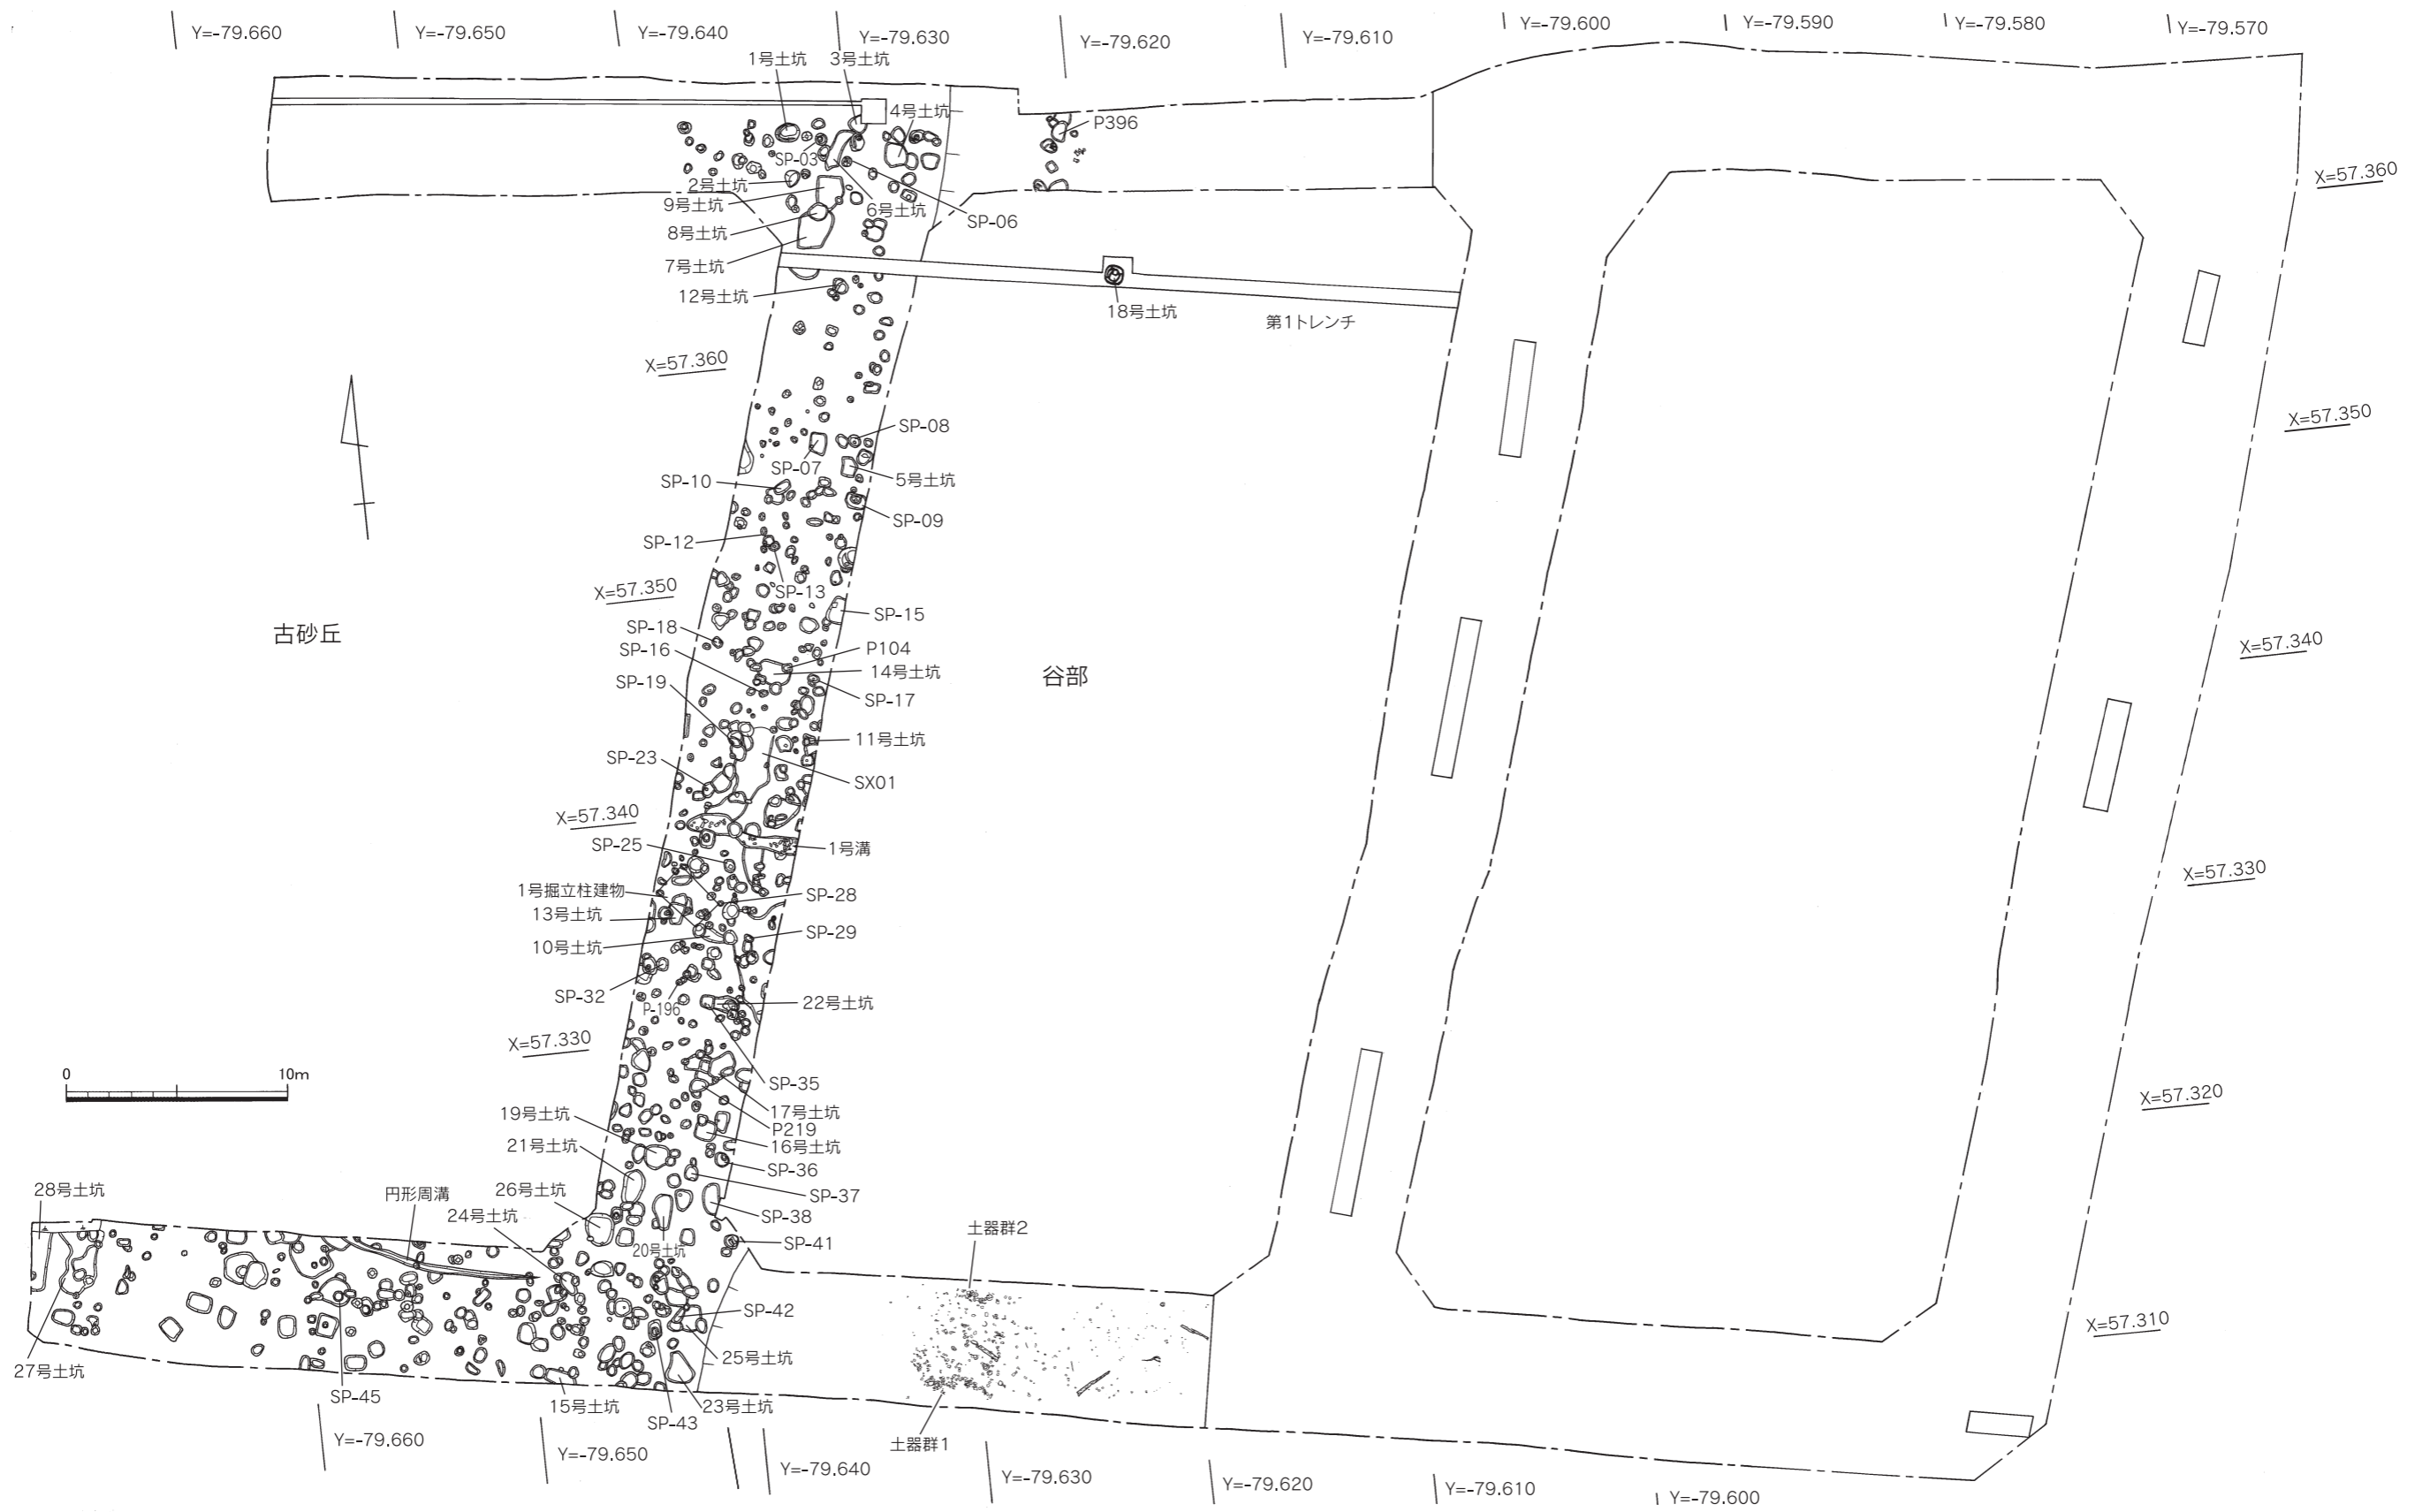 Y=-79.660
Y=-79.650
Y=-79.640
Y=-79.630
Y=-79.620
Y=-79.610
Y=-79.600
Y=-79.590
Y=-79.580
Y=-79.570
1号土坑
3号土坑
4号土坑
P396
SP-03
2号土坑
9号土坑
6号土坑
SP-06
8号土坑
7号土坑
12号土坑
18号土坑
第1トレンチ
X=57.360
X=57.360
SP-08
SP-07
5号土坑
SP-10
SP-09
X=57.350
SP-12
SP-13
X=57.350
SP-15
古砂丘
SP-18
SP-16
P104
14号土坑
SP-19
SP-17
谷部
X=57.340
11号土坑
SP-23
SX01
X=57.340
SP-25
1号溝
1号掘立柱建物
SP-28
13号土坑
SP-29
10号土坑
X=57.330
SP-32
P-196
22号土坑
X=57.330
0
10m
SP-35
17号土坑
P219
16号土坑
19号土坑
21号土坑
X=57.320
SP-36
SP-37
SP-38
28号土坑
円形周溝
26号土坑
24号土坑
20号土坑
SP-41
土器群2
SP-42
25号土坑
X=57.310
27号土坑
SP-45
15号土坑
SP-43
23号土坑
土器群1
Y=-79.660
Y=-79.650
Y=-79.640
Y=-79.630
Y=-79.620
Y=-79.610
Y=-79.600